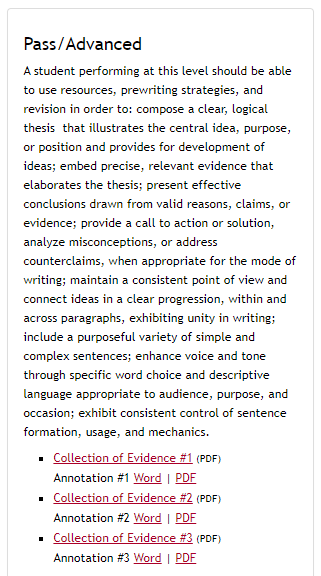 Pass/Advanced
A student performing at this level should be able
to use resources, prewriting strategies, and
revision in order to: compose a clear, logical
thesis  that illustrates the central idea, purpose,
or position and provides for development of
ideas; embed precise, relevant evidence that
elaborates the thesis; present effective
conclusions drawn from valid reasons, claims, or
evidence; provide a call to action or solution,
analyze misconceptions, or address
counterclaims, when appropriate for the mode of
writing; maintain a consistent point of view and
connect ideas in a clear progression, within and
across paragraphs, exhibiting unity in writing;
include a purposeful variety of simple and
complex sentences; enhance voice and tone
through specific word choice and descriptive
language appropriate to audience, purpose, and
occasion; exhibit consistent control of sentence
formation, usage, and mechanics.
Collection of Evidence #1 (PDF)
Annotation #1 Word | PDF
Collection of Evidence #2 (PDF)
Annotation #2 Word | PDF
Collection of Evidence #3 (PDF)
Annotation #3 Word | PDF